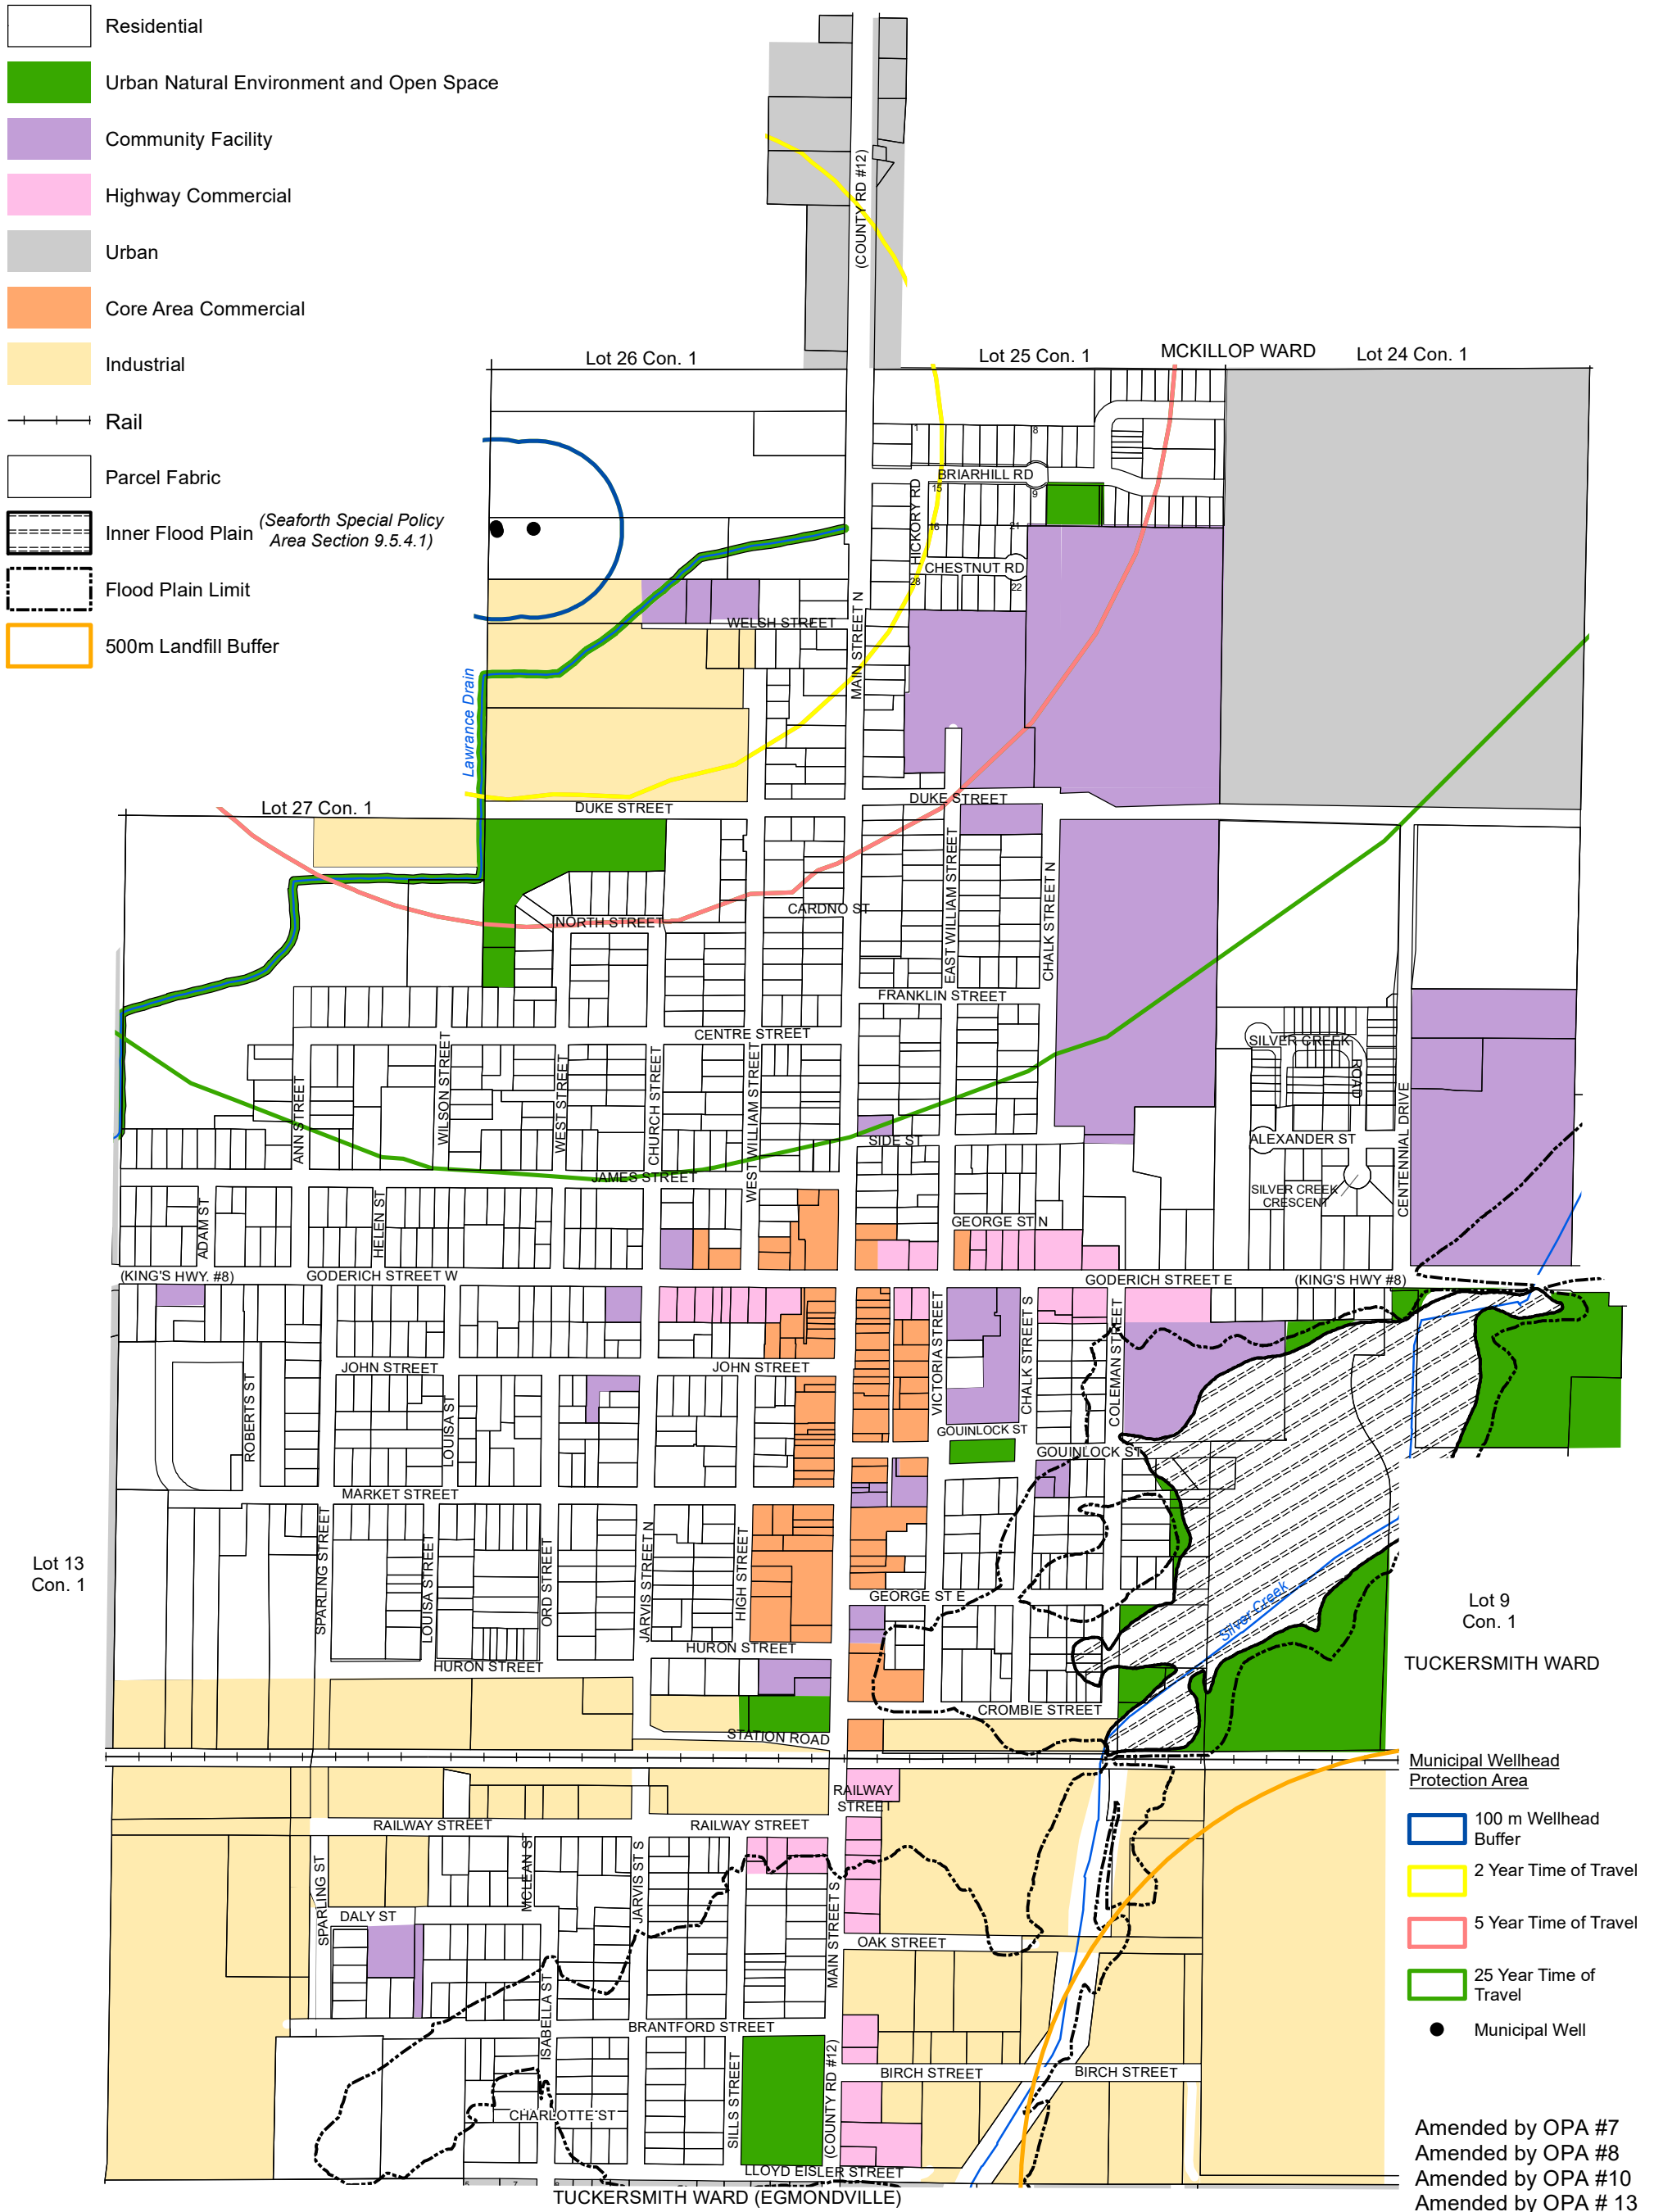 Residential
Urban Natural Environment and Open Space
Community Facility
Highway Commercial
Urban
Core Area Commercial
Industrial
Rail
Parcel Fabric
Inner Flood Plain (Seaforth Special Policy
Area Section 9.5.4.1)
Flood Plain Limit
500m Landfill Buffer
(COUNTY RD #12)
Lot 26 Con. 1
Lot 25 Con. 1
MCKILLOP WARD
Lot 24 Con. 1
1
8
BRIARHILL RD
15
9
HICKORY RD
16
21
CHESTNUT RD
28
22
WELSH STREET
MAIN STREET N
Lawrance Drain
Lot 27 Con. 1
DUKE STREET
DUKE STREET
EAST WILLIAM STREET
CHALK STREET N
CARDNO ST
NORTH STREET
FRANKLIN STREET
CENTRE STREET
SILVER CREEK
ROAD
ANN STREET
WILSON STREET
WEST STREET
CHURCH STREET
WEST WILLIAM STREET
CENTENNIAL DRIVE
SIDE ST
ALEXANDER ST
JAMES STREET
SILVER CREEK
CRESCENT
ADAM ST
HELEN ST
GEORGE ST N
(KING'S HWY. #8)
GODERICH STREET W
GODERICH STREET E
(KING'S HWY #8)
VICTORIA STREET
CHALK STREET S
COLEMAN STREET
JOHN STREET
JOHN STREET
ROBERTS ST
LOUISA ST
GOUINLOCK ST
GOUINLOCK ST
MARKET STREET
Lot 13
Con. 1
SPARLING STREET
LOUISA STREET
ORD STREET
JARVIS STREET N
HIGH STREET
GEORGE ST E
Silver Creek
Lot 9
Con. 1
HURON STREET
HURON STREET
TUCKERSMITH WARD
CROMBIE STREET
STATION ROAD
Municipal Wellhead
Protection Area
RAILWAY
STREET
100 m Wellhead
Buffer
RAILWAY STREET
RAILWAY STREET
2 Year Time of Travel
SPARLING ST
MCLEAN ST
JARVIS ST S
MAIN STREET S
DALY ST
5 Year Time of Travel
OAK STREET
25 Year Time of
Travel
ISABELLA ST
BRANTFORD STREET
Municipal Well
SILLS STREET
(COUNTY RD #12)
BIRCH STREET
BIRCH STREET
CHARLOTTE ST
LLOYD EISLER STREET
TUCKERSMITH WARD (EGMONDVILLE)
Amended by OPA #7
Amended by OPA #8
Amended by OPA #10
Amended by OPA # 13